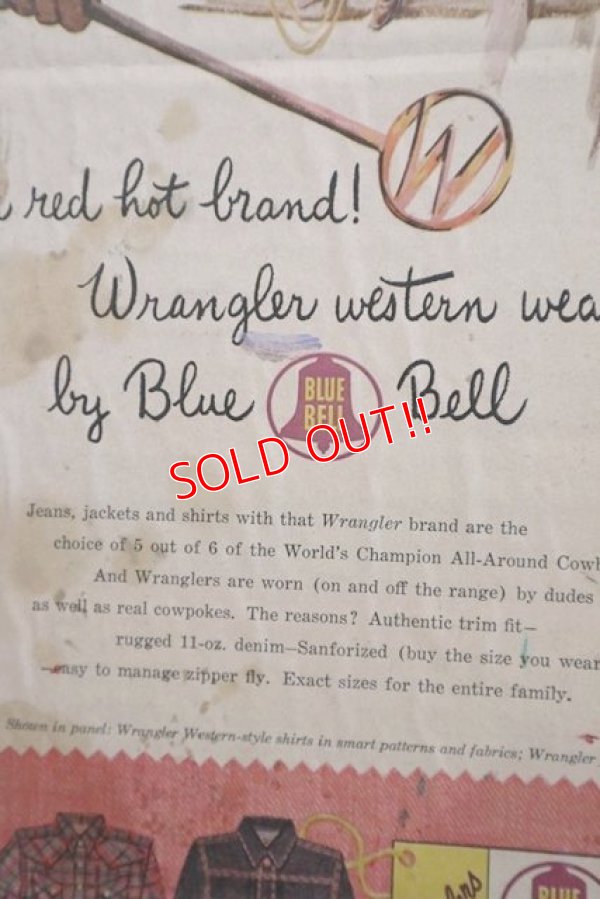 W
red hot brand!
Wrangler western wea
by Blue BLUE BELL Bell
SOLD OUT!!
Jeans, jackets and shirts with that Wrangler brand are the
choice of 5 out of 6 of the World's Champion All-Around Cow
And Wranglers are worn (on and off the range) by dudes
as well as real cowpokes. The reasons? Authentic trim fit—
rugged 11-oz. denim—Sanforized (buy the size you wear
—easy to manage zipper fly. Exact sizes for the entire family.
Shown in panel: Wrangler Western-style shirts in smart patterns and fabrics; Wrangler
BLUE